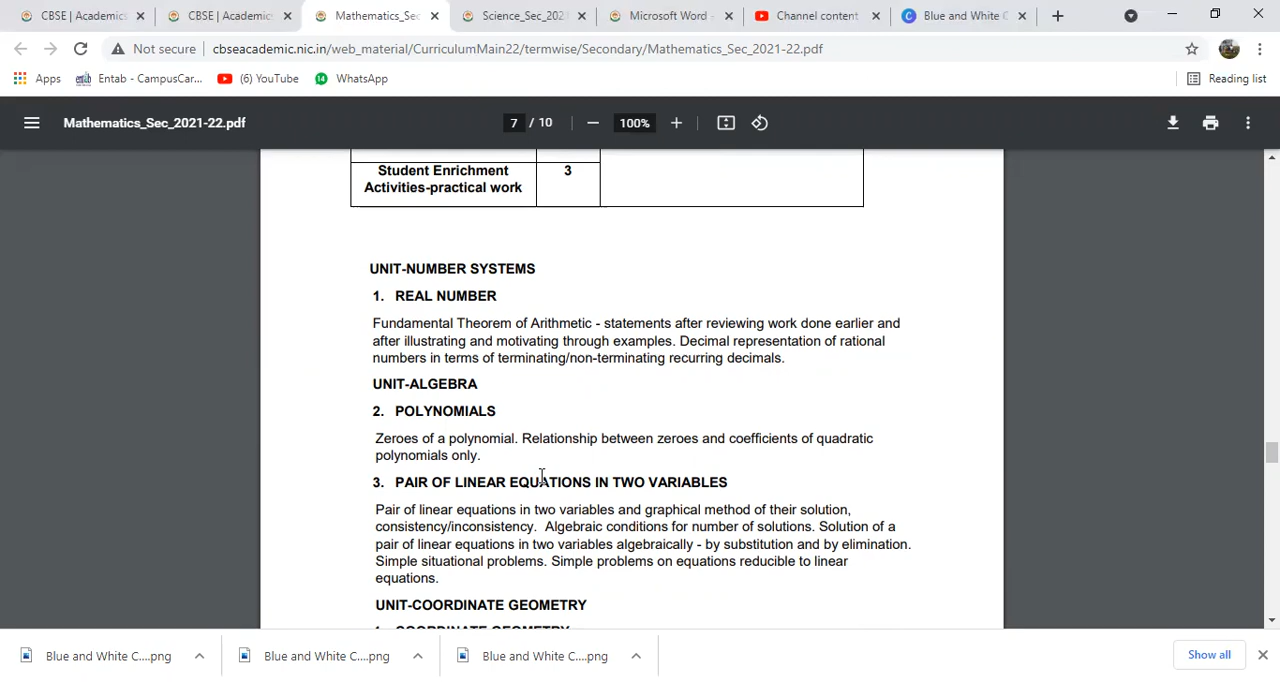 CBSE | Academics
CBSE | Academic
Mathematics_Sec
Science_Sec_202
Microsoft Word -
Channel content
Blue and White C
Not secure
cbseacademic.nic.in/web_material/CurriculumMain22/termwise/Secondary/Mathematics_Sec_2021-22.pdf
Apps
Entab - CampusCar...
(6) YouTube
14 WhatsApp
Reading list
Mathematics_Sec_2021-22.pdf
7 / 10
100%
Student Enrichment 3
Activities-practical work
UNIT-NUMBER SYSTEMS
1. REAL NUMBER
Fundamental Theorem of Arithmetic - statements after reviewing work done earlier and
after illustrating and motivating through examples. Decimal representation of rational
numbers in terms of terminating/non-terminating recurring decimals.
UNIT-ALGEBRA
2. POLYNOMIALS
Zeroes of a polynomial. Relationship between zeroes and coefficients of quadratic
polynomials only.
3. PAIR OF LINEAR EQUATIONS IN TWO VARIABLES
Pair of linear equations in two variables and graphical method of their solution,
consistency/inconsistency. Algebraic conditions for number of solutions. Solution of a
pair of linear equations in two variables algebraically - by substitution and by elimination.
Simple situational problems. Simple problems on equations reducible to linear
equations.
UNIT-COORDINATE GEOMETRY
1. COORDINATE GEOMETRY
Blue and White C....png
Blue and White C....png
Blue and White C....png
Show all